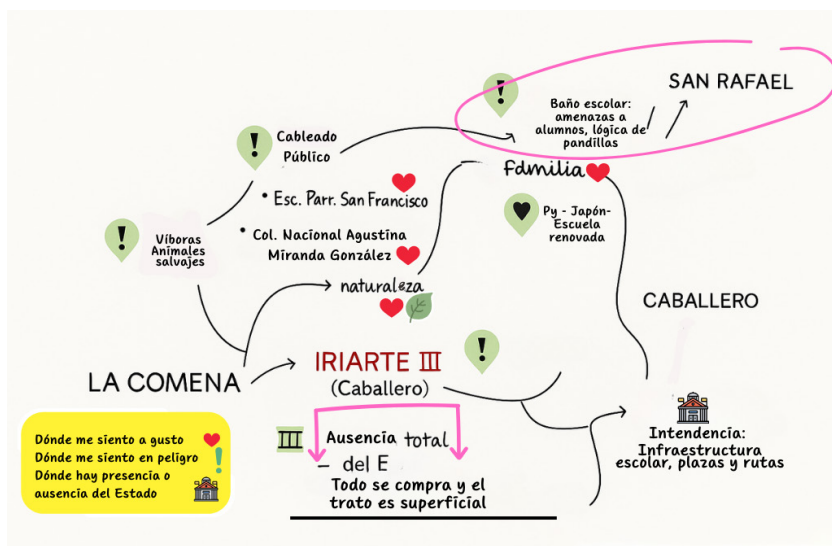 SAN RAFAEL
!
Baño escolar:
amenazas a
alumnos, lógica de
pandillas
!
Cableado
Público
familia
• Esc. Parr. San Francisco
Py - Japón-
Escuela
renovada
!
Víboras
Animales
salvajes
• Col. Nacional Agustina
Miranda González
naturaleza
CABALLERO
LA COMENA
IRIARTE III
(Caballero)
!
III
Ausencia total
- del E
Todo se compra y el
trato es superficial
Intendencia:
Infraestructura
escolar, plazas y rutas
Dónde me siento a gusto
Dónde me siento en peligro !
Dónde hay presencia o
ausencia del Estado